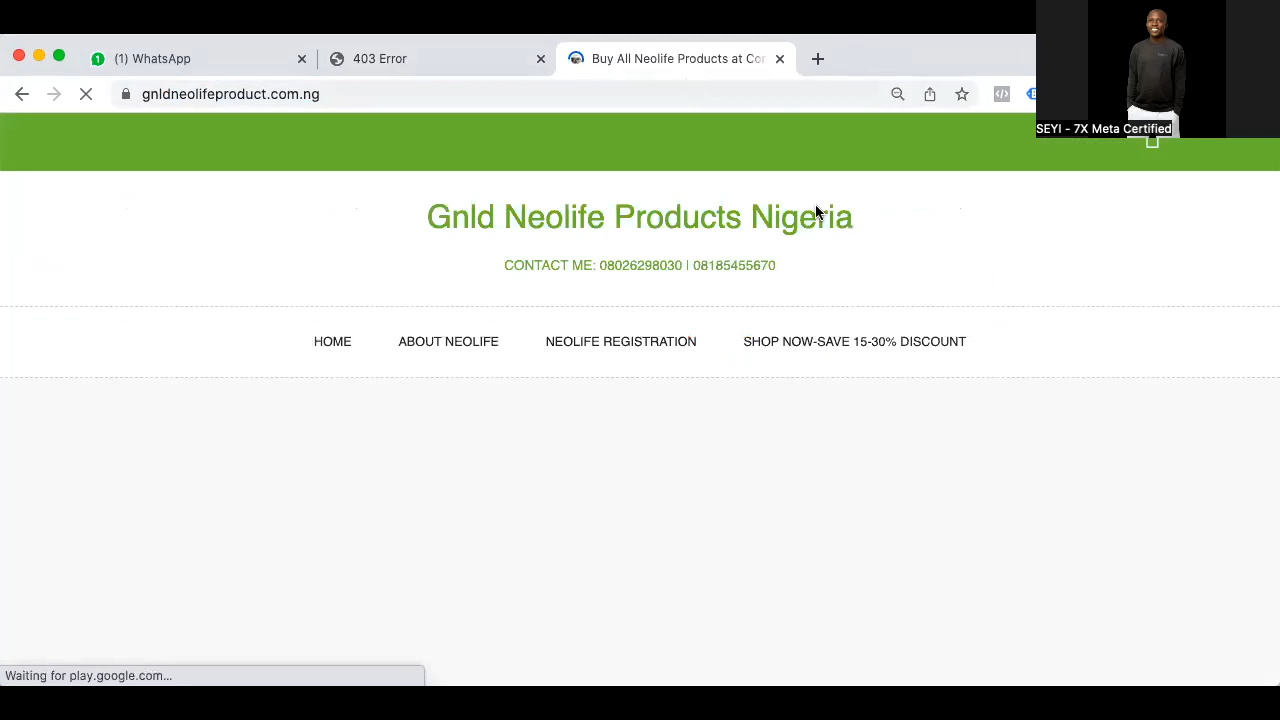 (1) WhatsApp
403 Error
Buy All Neolife Products at Cor
gnldneolifeproduct.com.ng
SEYI - 7X Meta Certified
Gnld Neolife Products Nigeria
CONTACT ME: 08026298030 | 08185455670
HOME
ABOUT NEOLIFE
NEOLIFE REGISTRATION
SHOP NOW-SAVE 15-30% DISCOUNT
Waiting for play.google.com...